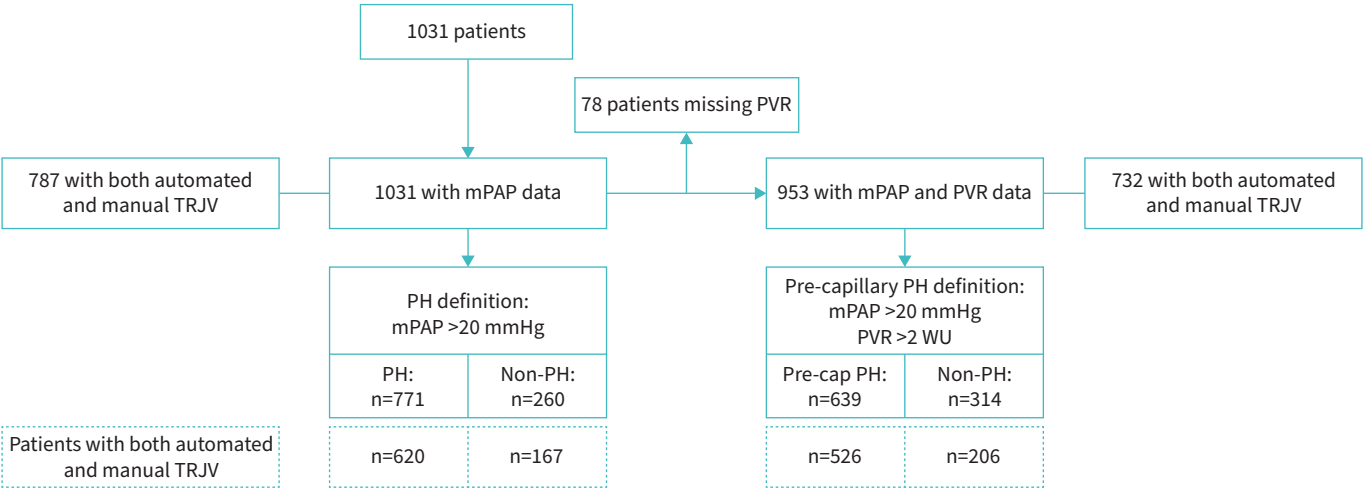 1031 patients
78 patients missing PVR
787 with both automated
and manual TRJV
1031 with mPAP data
953 with mPAP and PVR data
732 with both automated
and manual TRJV
PH definition:
mPAP >20 mmHg
Pre-capillary PH definition:
mPAP >20 mmHg
PVR >2 WU
PH:
n=771
Non-PH:
n=260
Pre-cap PH:
n=639
Non-PH:
n=314
Patients with both automated
and manual TRJV
n=620
n=167
n=526
n=206